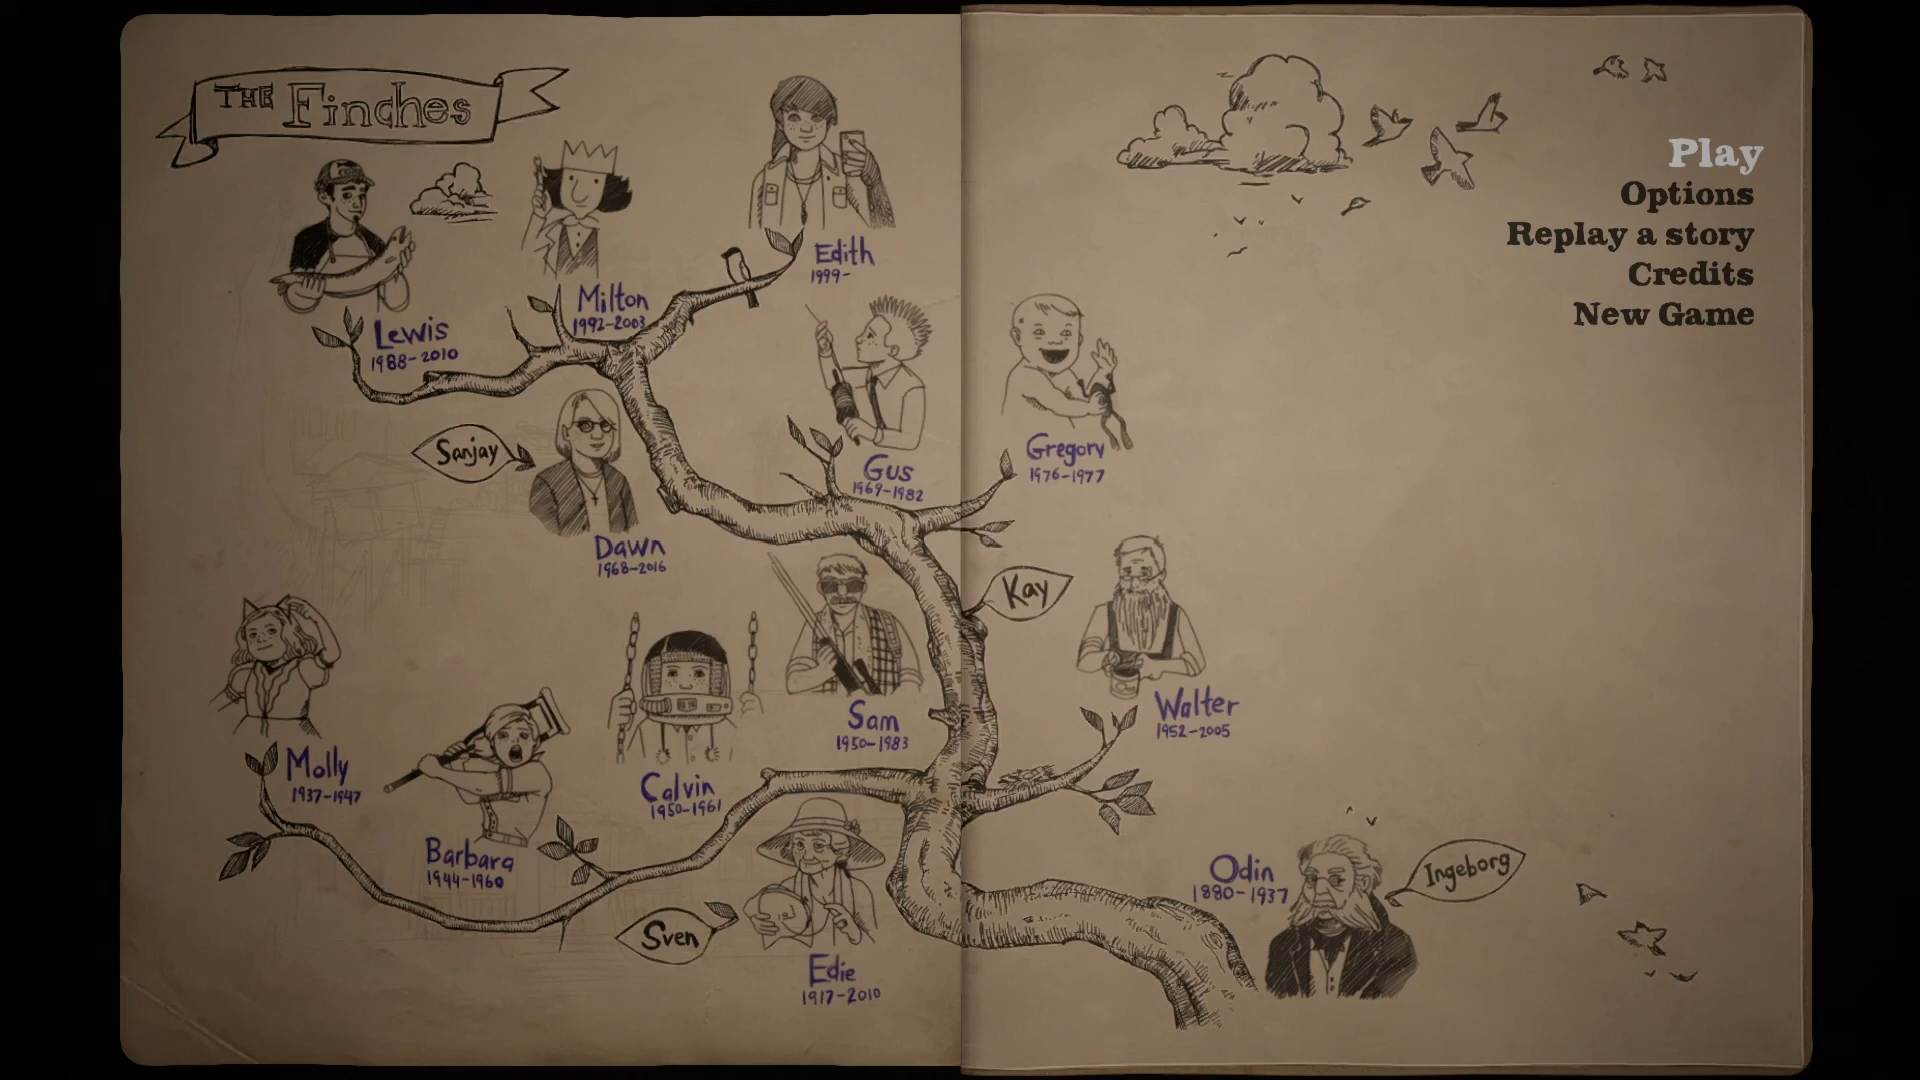 THE Finches
Edith
1999-
Milton
1992-2003
Lewis
1988-2010
Sanjay
Dawn
1968-2016
Gus
1969-1982
Gregory
1976-1977
Kay
Sam
1950-1983
Walter
1952-2005
Molly
1937-1947
Barbara
1944-1960
Calvin
1950-1961
Sven
Edie
1917-2010
Odin
1880-1937
Ingeborg
Play
Options
Replay a story
Credits
New Game